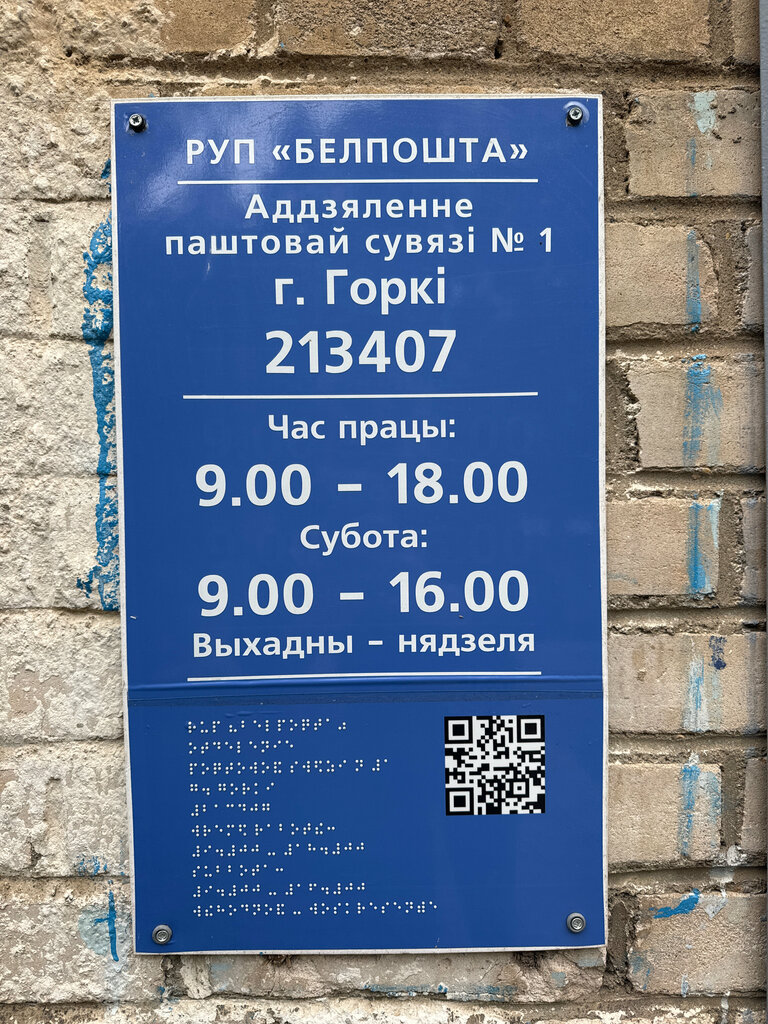 РУП «БЕЛПОШТА»
Аддзяленне
паштовай сувязі № 1
г. Горкі
213407
Час працы:
9.00 – 18.00
Субота:
9.00 – 16.00
Выхадны – нядзеля